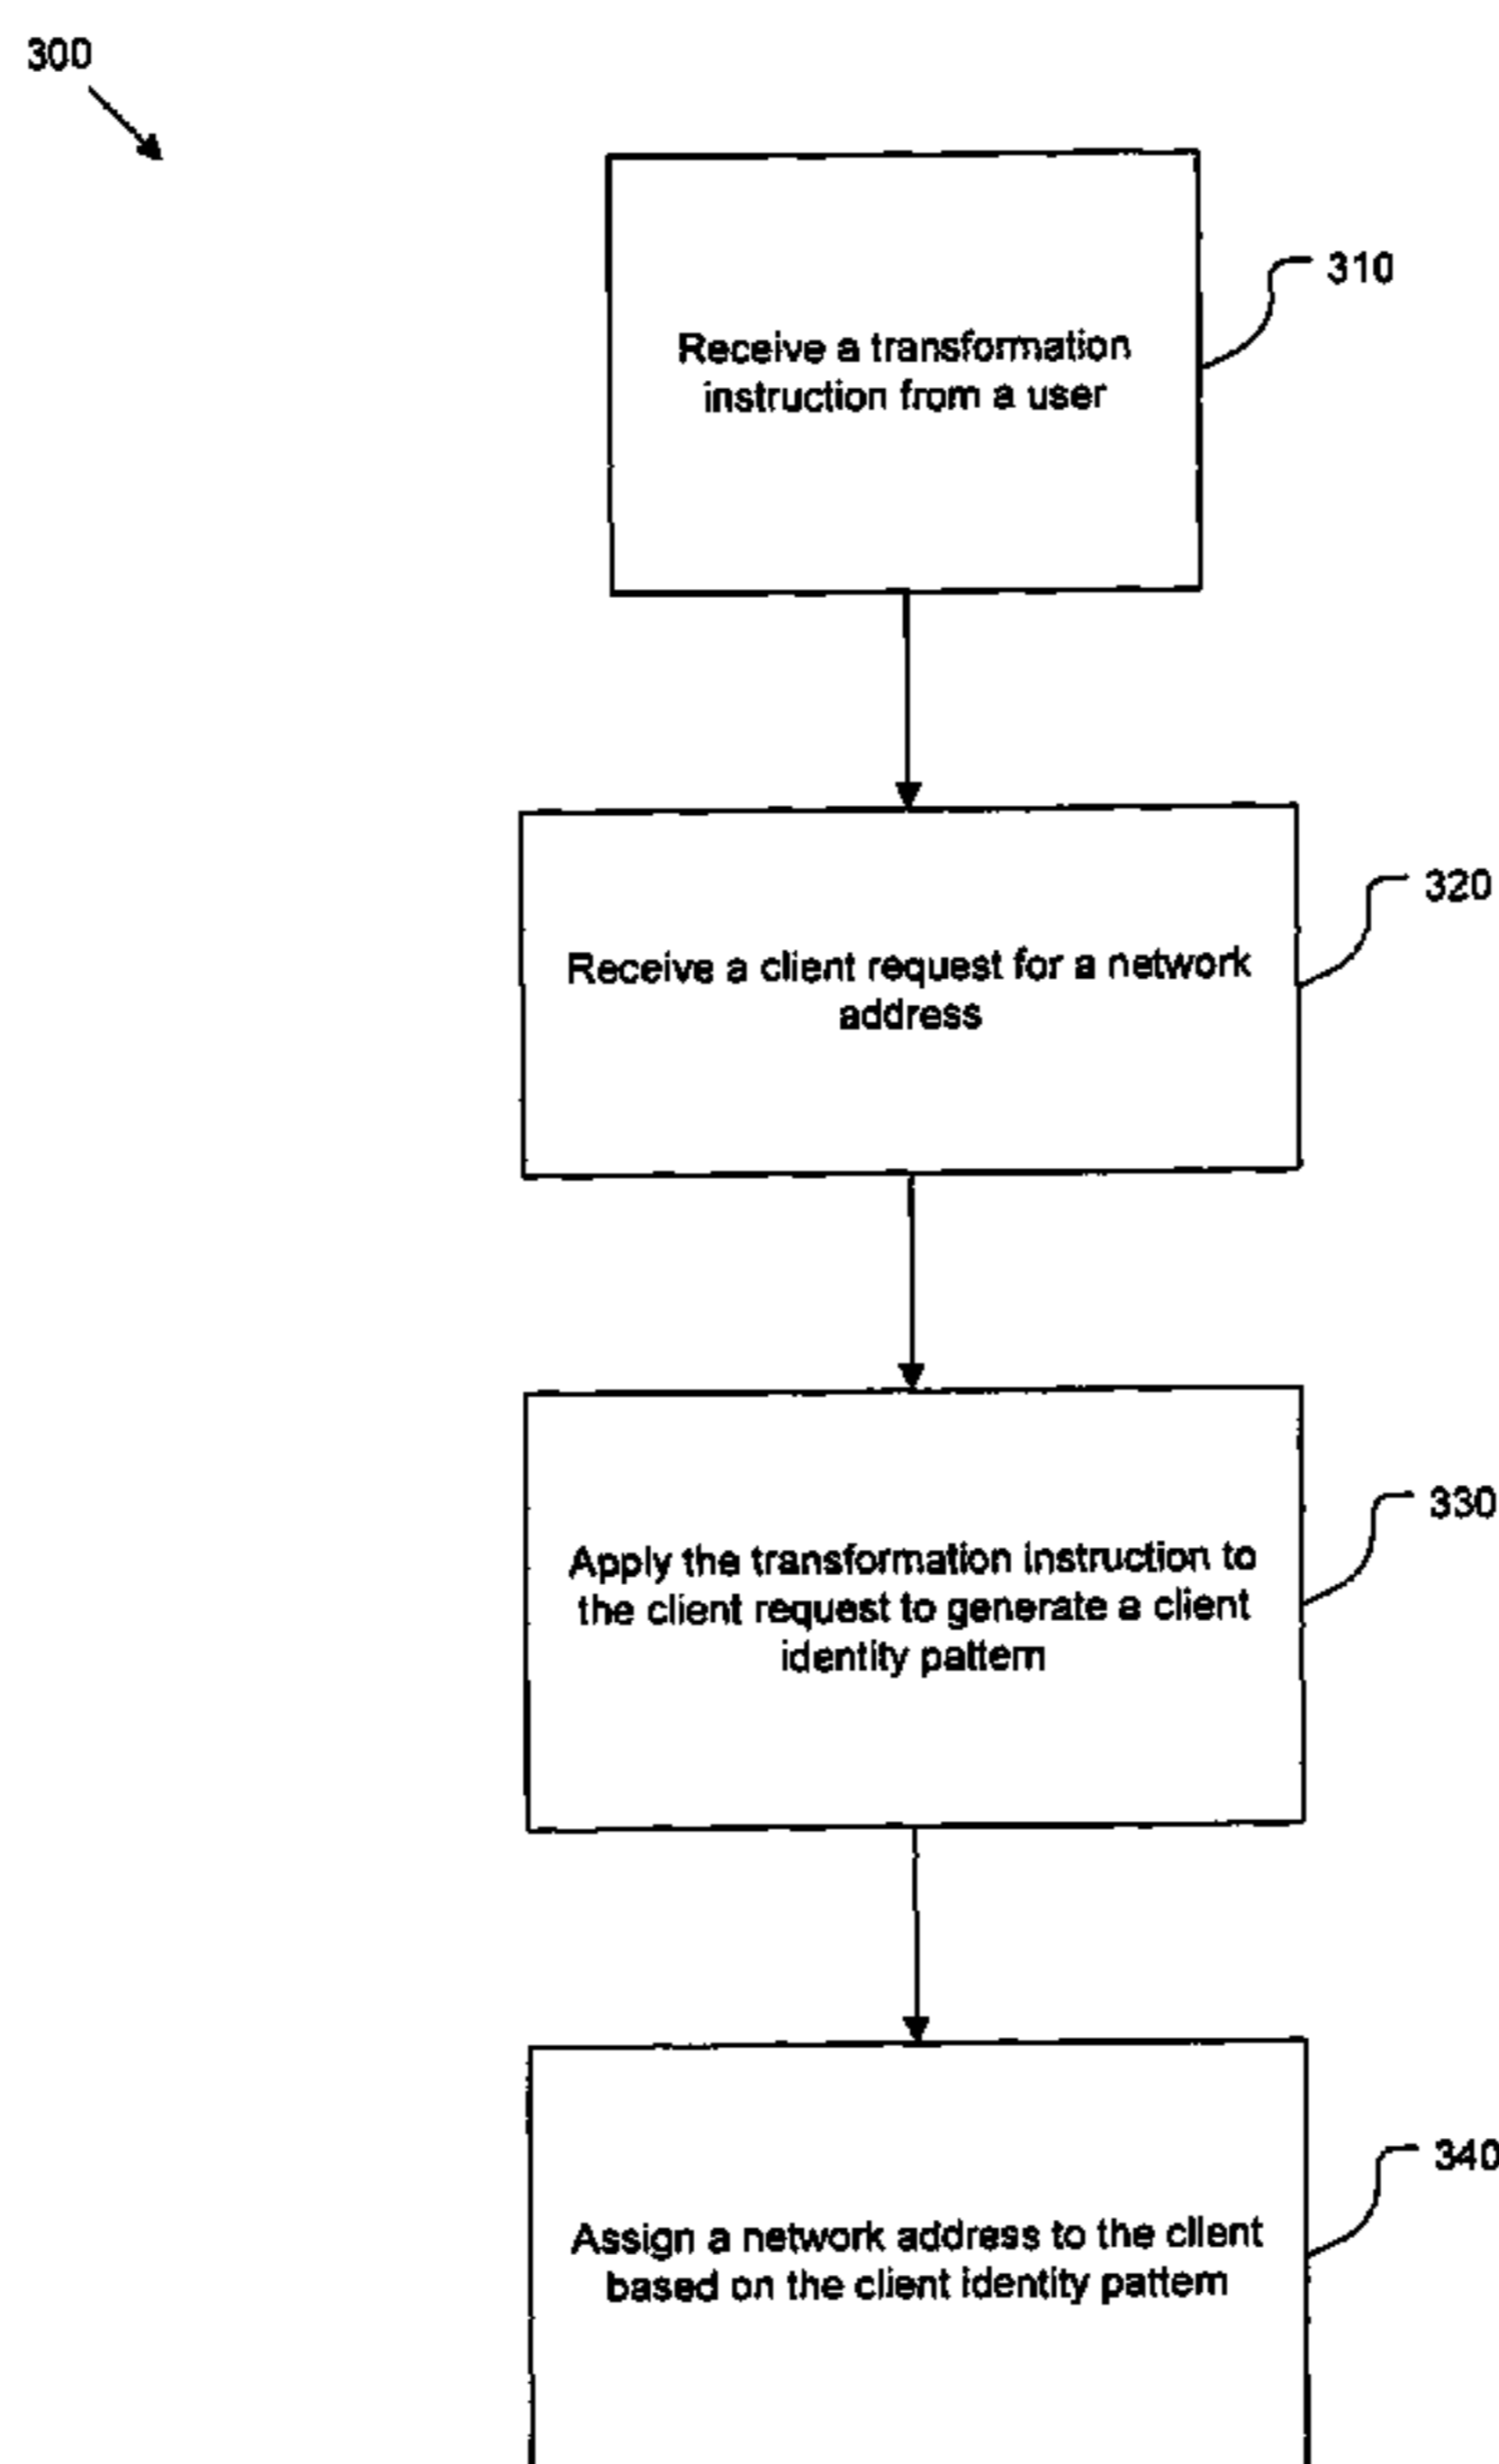 300
310
Receive a transformation
instruction from a user
320
Receive a client request for a network
address
330
Apply the transformation instruction to
the client request to generate a client
identity pattern
340
Assign a network address to the client
based on the client identity pattern